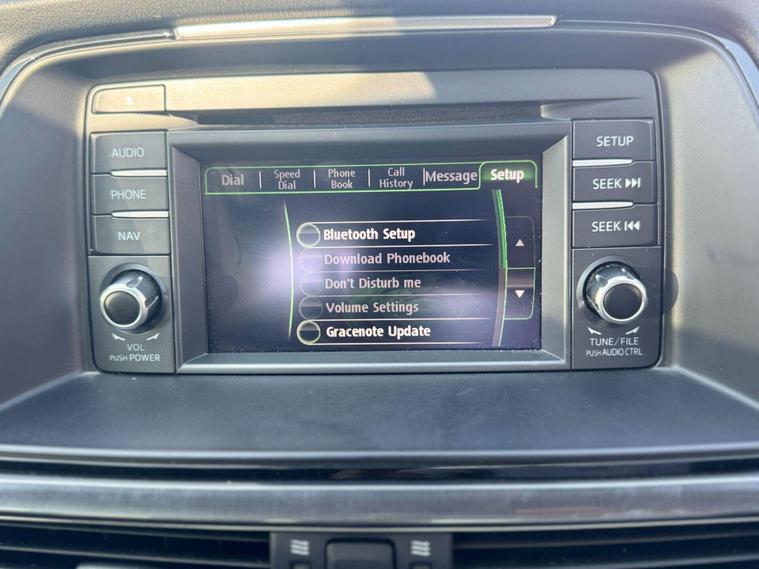 AUDIO
PHONE
NAV
VOL
PUSH POWER
Dial
Speed
Dial
Phone
Book
Call
History
Message
Setup
Bluetooth Setup
Download Phonebook
Don't Disturb me
Volume Settings
Gracenote Update
SETUP
SEEK
SEEK
TUNE/FILE
PUSH AUDIO CTRL